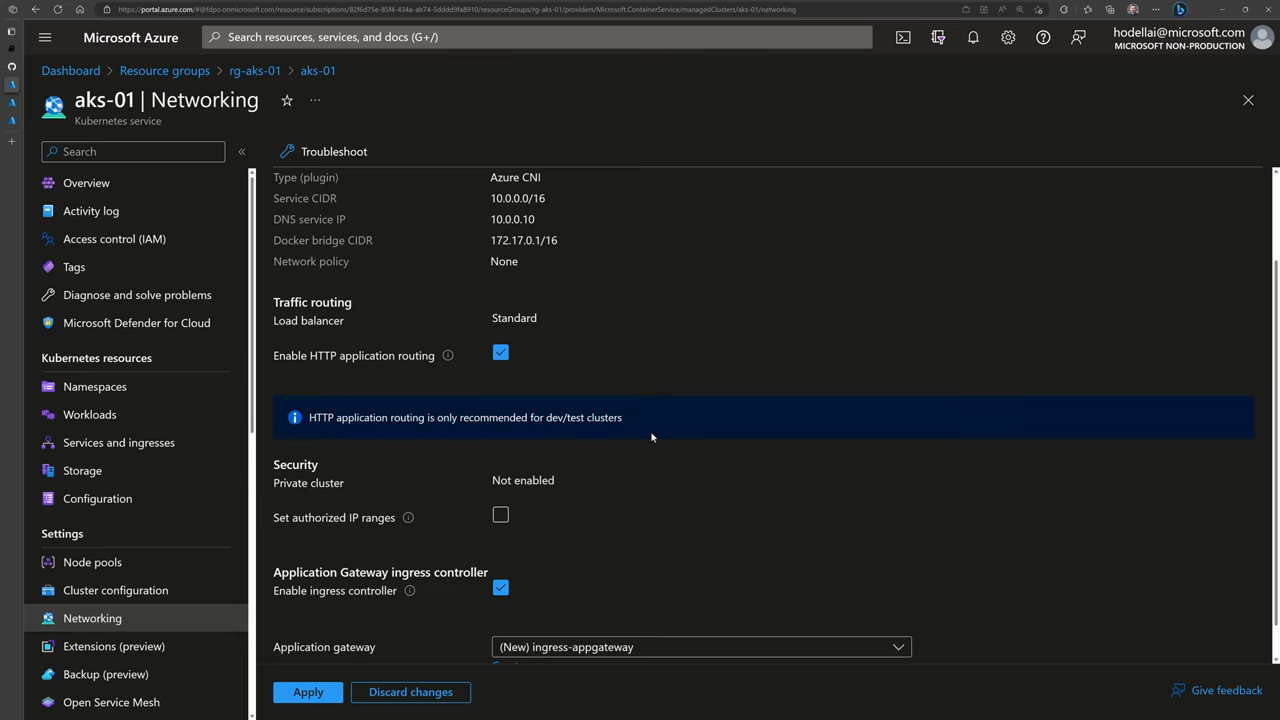 https://portal.azure.com/#@fdpo.onmicrosoft.com/resource/subscriptions/82f6d75e-85f4-434a-ab74-5dddd9fa8910/resourceGroups/rg-aks-01/providers/Microsoft.ContainerService/managedClusters/aks-01/networking
Microsoft Azure
Search resources, services, and docs (G+/)
hodellai@microsoft.com
MICROSOFT NON-PRODUCTION
Dashboard > Resource groups > rg-aks-01 > aks-01
aks-01 | Networking
Kubernetes service
Search
Troubleshoot
Overview
Activity log
Access control (IAM)
Tags
Diagnose and solve problems
Microsoft Defender for Cloud
Kubernetes resources
Namespaces
Workloads
Services and ingresses
Storage
Configuration
Settings
Node pools
Cluster configuration
Networking
Extensions (preview)
Backup (preview)
Open Service Mesh
Type (plugin) Azure CNI
Service CIDR 10.0.0.0/16
DNS service IP 10.0.0.10
Docker bridge CIDR 172.17.0.1/16
Network policy None
Traffic routing
Load balancer Standard
Enable HTTP application routing
HTTP application routing is only recommended for dev/test clusters
Security
Private cluster Not enabled
Set authorized IP ranges
Application Gateway ingress controller
Enable ingress controller
Application gateway (New) ingress-appgateway
Apply
Discard changes
Give feedback